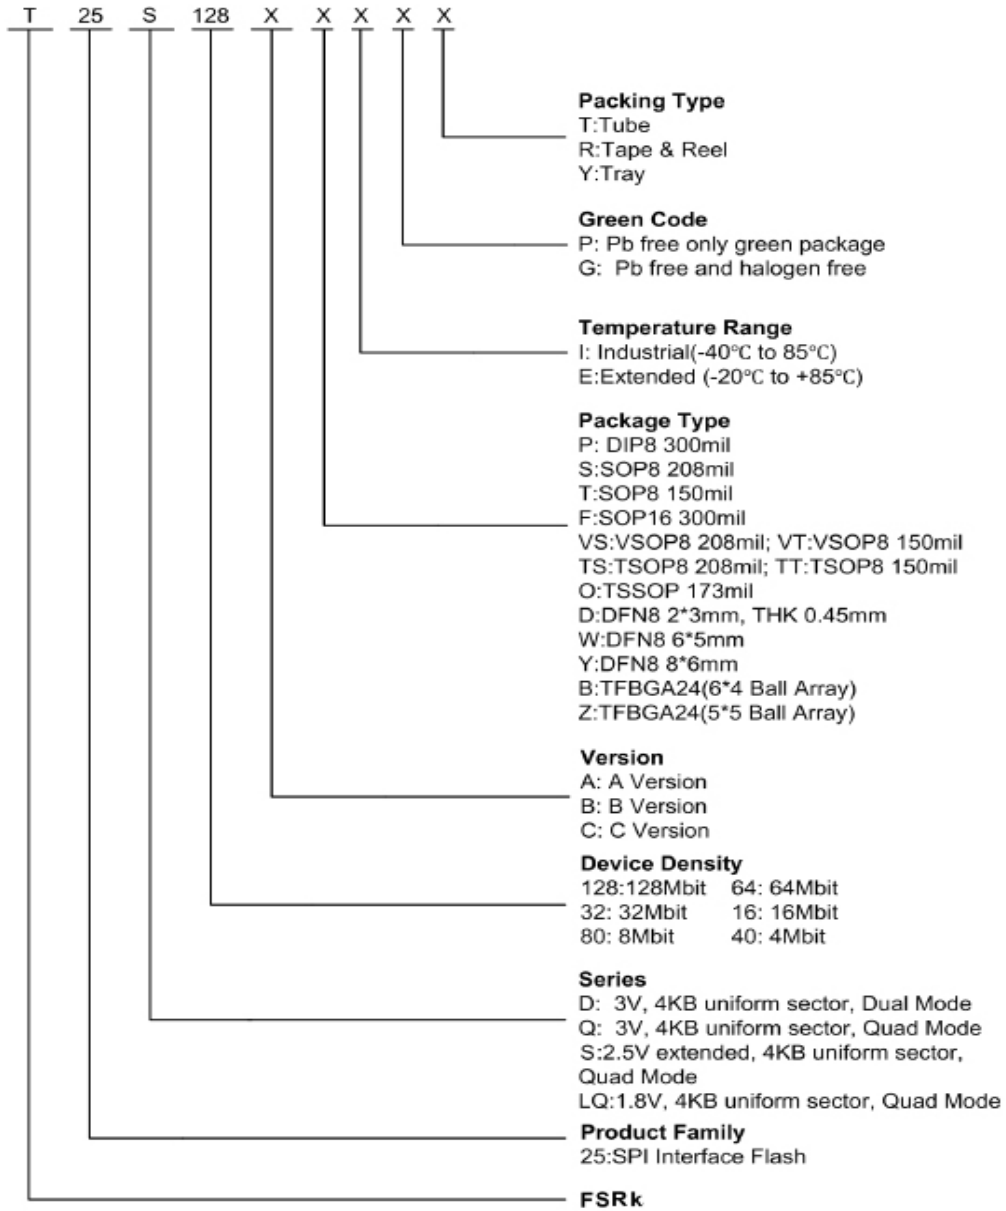 T 25 S 128 X X X X X
Packing Type
T:Tube
R:Tape & Reel
Y:Tray
Green Code
P: Pb free only green package
G: Pb free and halogen free
Temperature Range
I: Industrial(-40℃ to 85℃)
E:Extended (-20℃ to +85℃)
Package Type
P: DIP8 300mil
S:SOP8 208mil
T:SOP8 150mil
F:SOP16 300mil
VS:VSOP8 208mil; VT:VSOP8 150mil
TS:TSOP8 208mil; TT:TSOP8 150mil
O:TSSOP 173mil
D:DFN8 2*3mm, THK 0.45mm
W:DFN8 6*5mm
Y:DFN8 8*6mm
B:TFBGA24(6*4 Ball Array)
Z:TFBGA24(5*5 Ball Array)
Version
A: A Version
B: B Version
C: C Version
Device Density
128:128Mbit 64: 64Mbit
32: 32Mbit 16: 16Mbit
80: 8Mbit 40: 4Mbit
Series
D: 3V, 4KB uniform sector, Dual Mode
Q: 3V, 4KB uniform sector, Quad Mode
S:2.5V extended, 4KB uniform sector,
Quad Mode
LQ:1.8V, 4KB uniform sector, Quad Mode
Product Family
25:SPI Interface Flash
FSRk